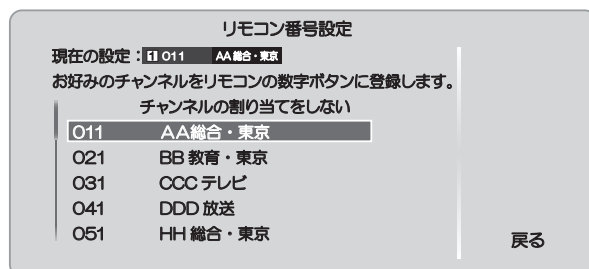 リモコン番号設定
現在の設定：1 011 AA総合・東京
お好みのチャンネルをリモコンの数字ボタンに登録します。
チャンネルの割り当てをしない
011 AA総合・東京
021 BB 教育・東京
031 CCC テレビ
041 DDD 放送
051 HH 総合・東京
戻る